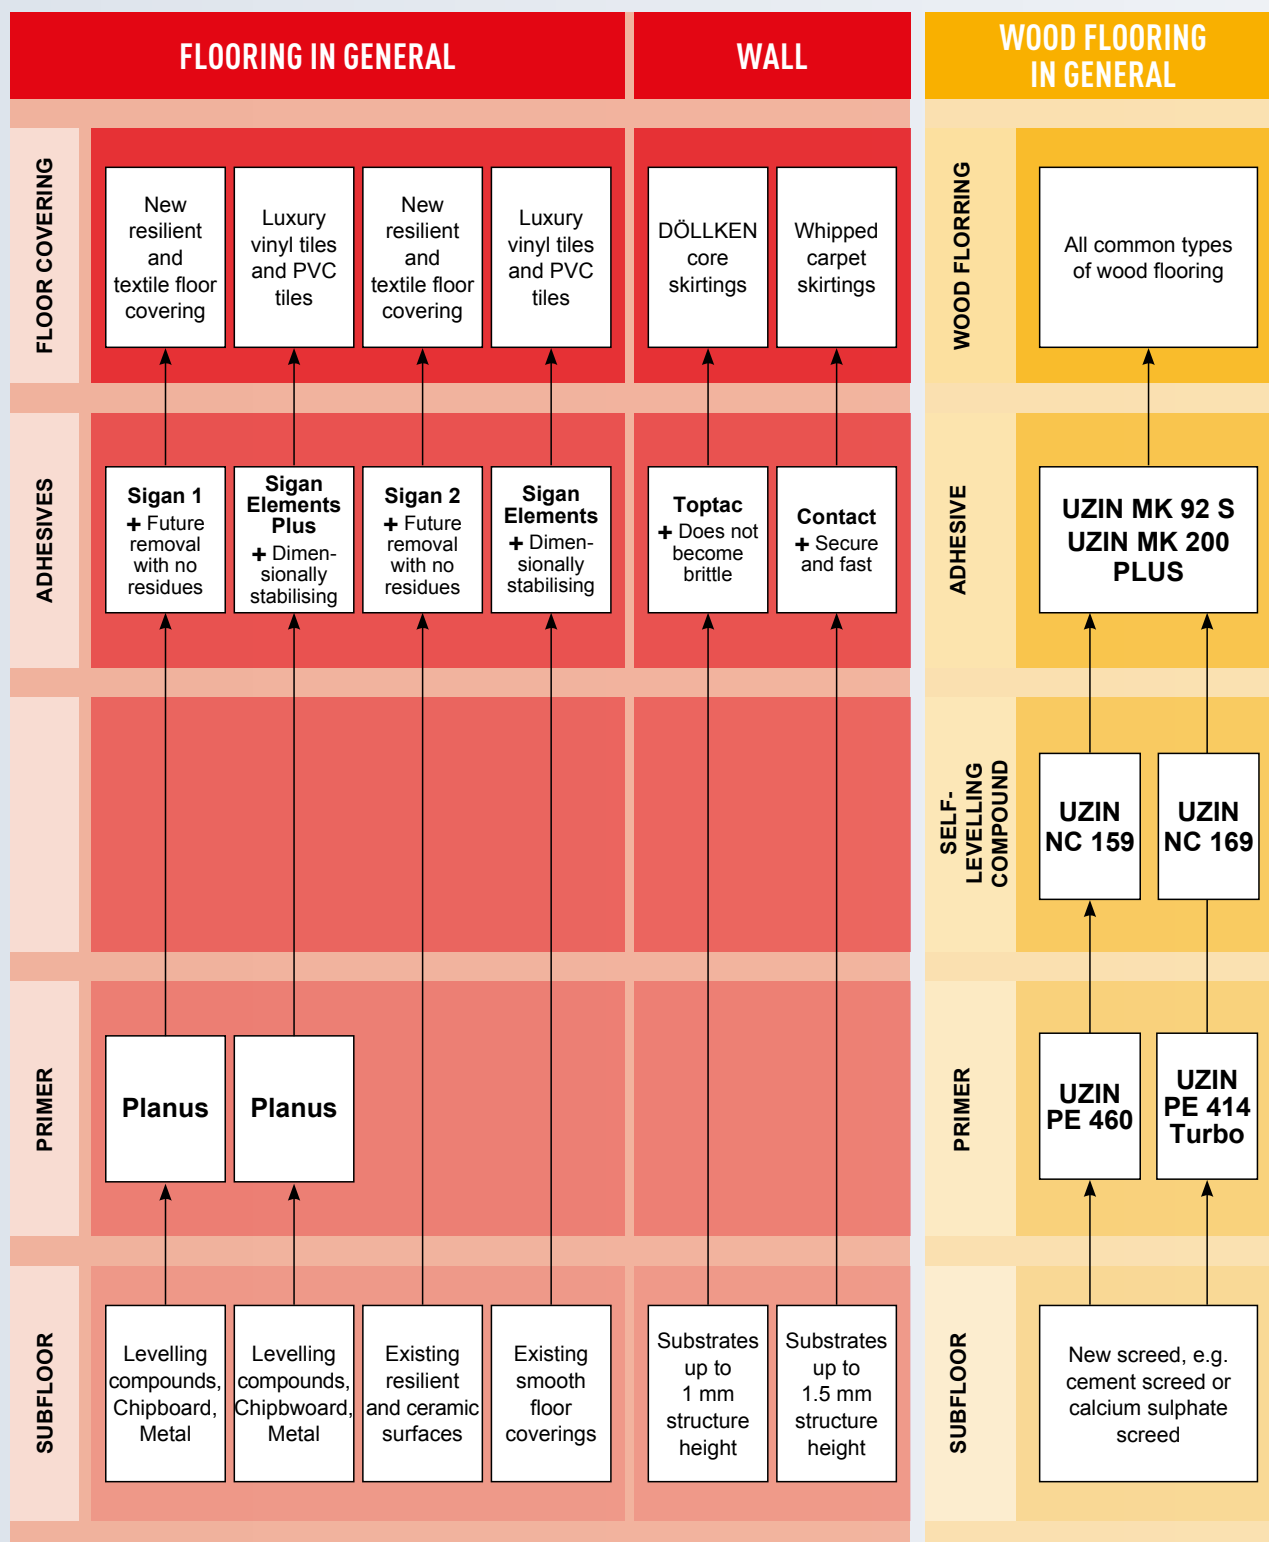 FLOORING IN GENERAL
WALL
WOOD FLOORING
IN GENERAL
FLOOR COVERING
New
resilient
and
textile floor
covering
Luxury
vinyl tiles
and PVC
tiles
New
resilient
and
textile floor
covering
Luxury
vinyl tiles
and PVC
tiles
DÖLLKEN
core
skirtings
Whipped
carpet
skirtings
WOOD FLORRING
All common types
of wood flooring
ADHESIVES
Sigan 1
+ Future
removal
with no
residues
Sigan
Elements
Plus
+ Dimen-
sionally
stabilising
Sigan 2
+ Future
removal
with no
residues
Sigan
Elements
+ Dimen-
sionally
stabilising
Toptac
+ Does not
become
brittle
Contact
+ Secure
and fast
ADHESIVE
UZIN MK 92 S
UZIN MK 200
PLUS
SELF-
LEVELLING
COMPOUND
UZIN
NC 159
UZIN
NC 169
PRIMER
Planus
Planus
PRIMER
UZIN
PE 460
UZIN
PE 414
Turbo
SUBFLOOR
Levelling
compounds,
Chipboard,
Metal
Levelling
compounds,
Chipbwoard,
Metal
Existing
resilient
and ceramic
surfaces
Existing
smooth
floor
coverings
Substrates
up to
1 mm
structure
height
Substrates
up to
1.5 mm
structure
height
SUBFLOOR
New screed, e.g.
cement screed or
calcium sulphate
screed